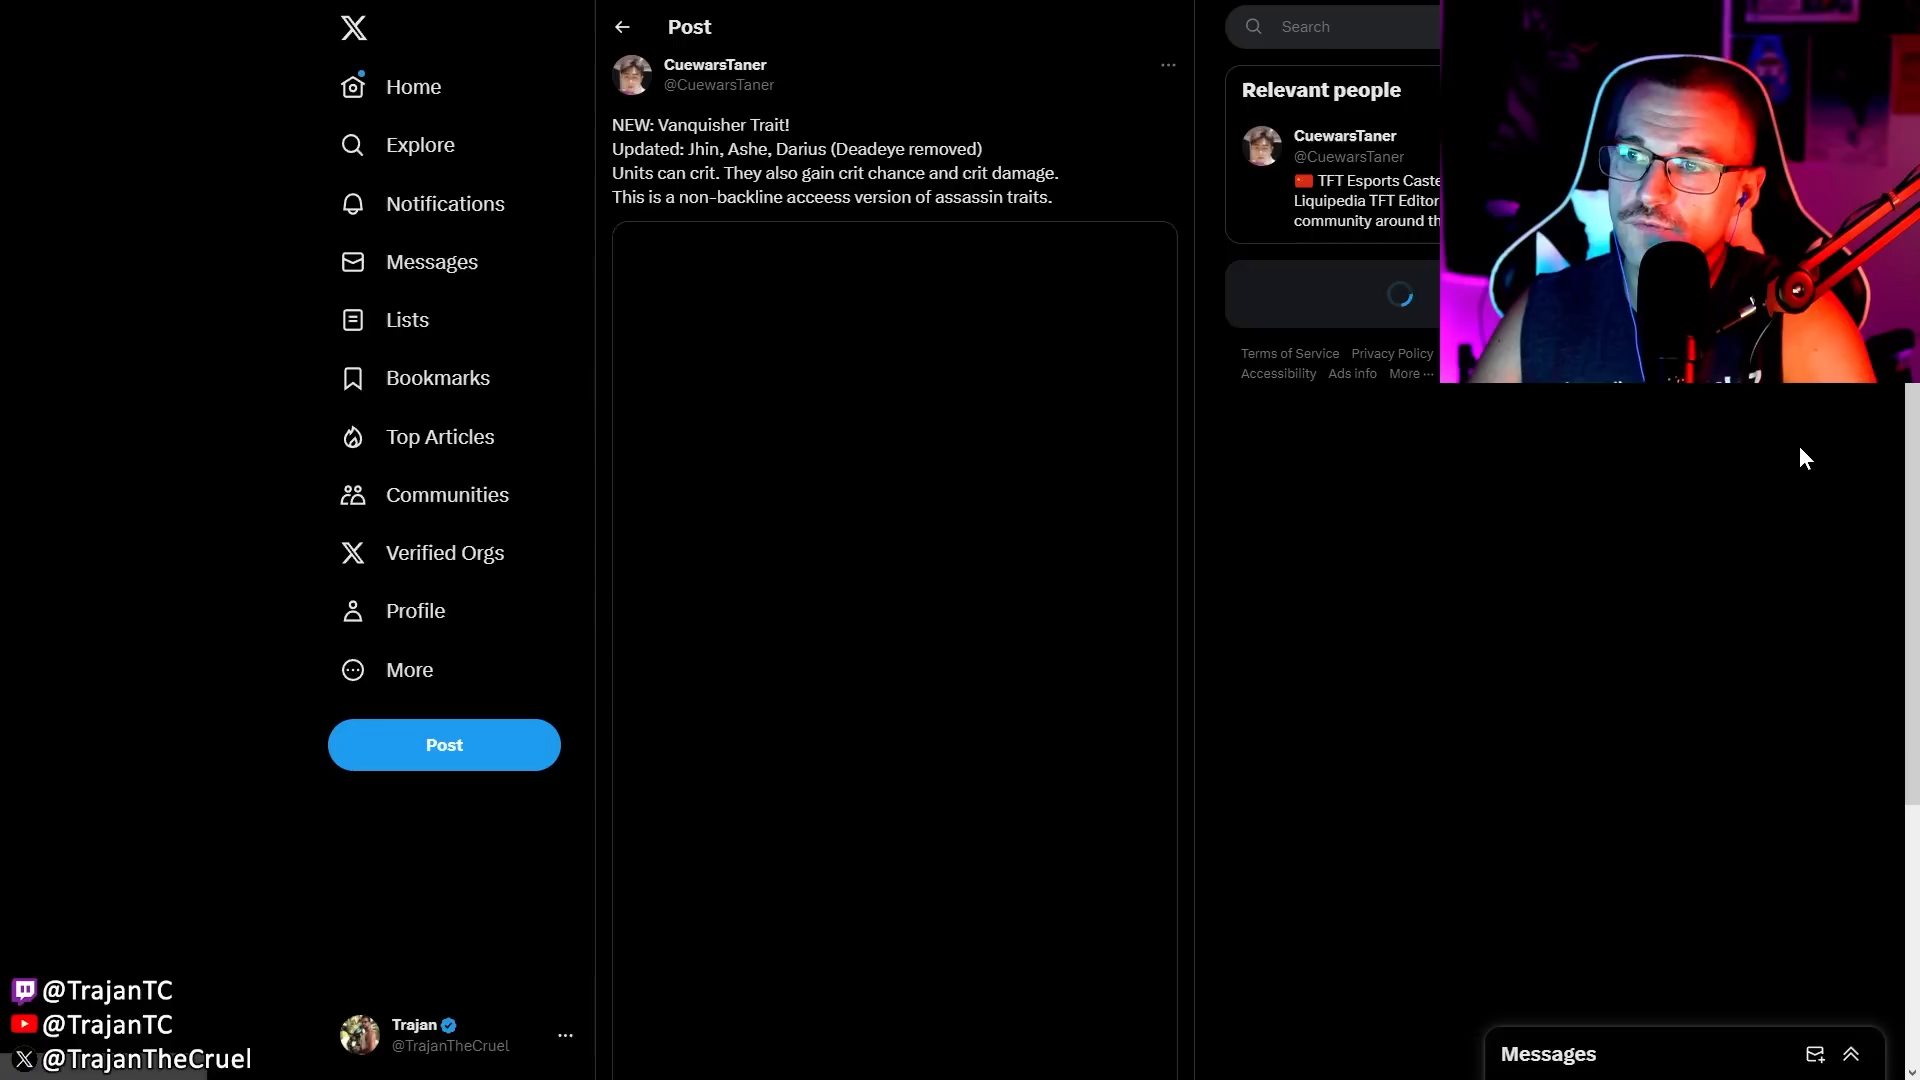 Home
Explore
Notifications
Messages
Lists
Bookmarks
Top Articles
Communities
Verified Orgs
Profile
More
Post
Trajan
@TrajanTheCruel
@TrajanTC
@TrajanTC
@TrajanTheCruel
Post
CuewarsTaner
@CuewarsTaner
NEW: Vanquisher Trait!
Updated: Jhin, Ashe, Darius (Deadeye removed)
Units can crit. They also gain crit chance and crit damage.
This is a non-backline acceess version of assassin traits.
Search
Relevant people
CuewarsTaner
@CuewarsTaner
TFT Esports Caste
Liquipedia TFT Editor
community around th
Terms of Service Privacy Policy
Accessibility Ads info More
Messages